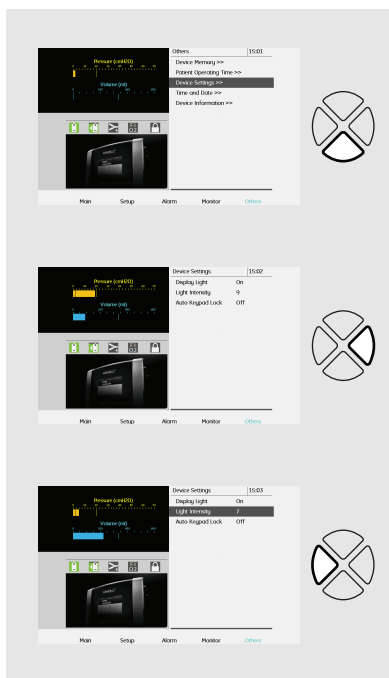 Others 15:01
Pressure (cmH2O)
Device Memory >>
Patient Operating Time >>
Volume (ml)
Device Settings >>
Time and Date >>
Device Information >>
Main Setup Alarm Monitor Others
Device Settings 15:02
Pressure (cmH2O)
Display Light On
Light Intensity 9
Volume (ml)
Auto Keypad Lock Off
Main Setup Alarm Monitor Others
Device Settings 15:03
Pressure (cmH2O)
Display Light On
Light Intensity 7
Volume (ml)
Auto Keypad Lock Off
Main Setup Alarm Monitor Others